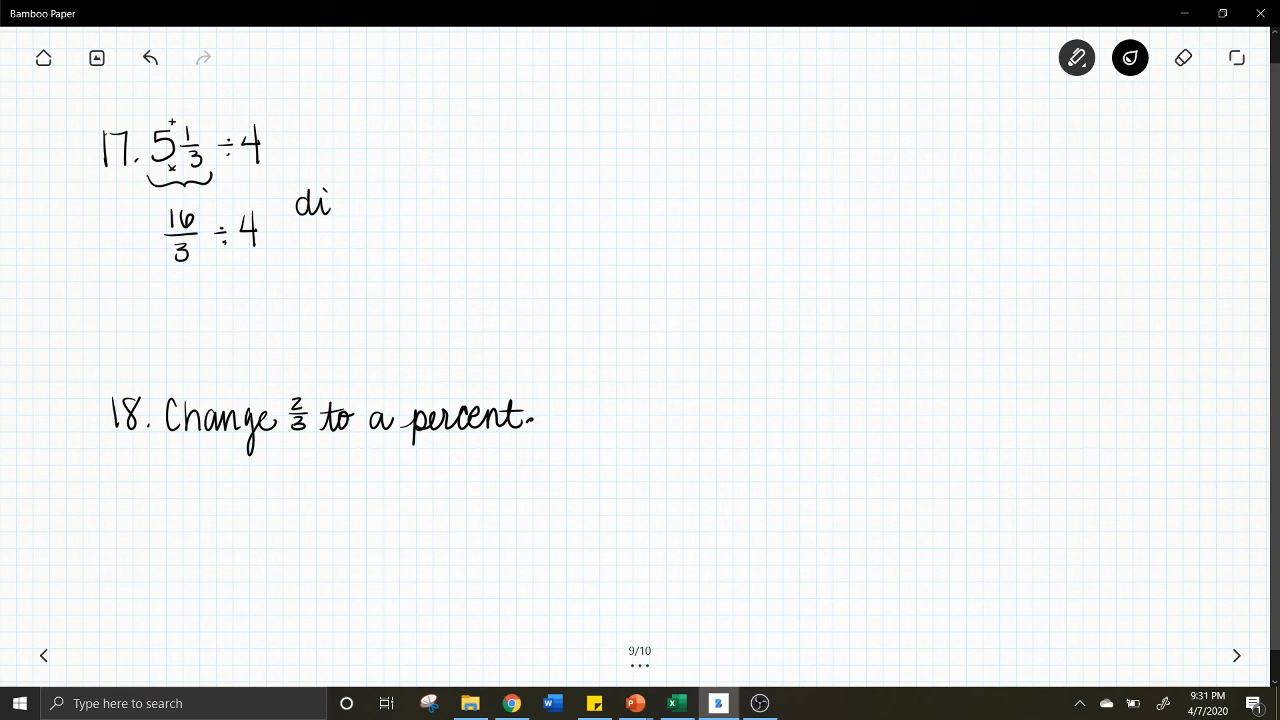 Bamboo Paper
17. 5 1/3 ÷ 4
+
×
di
16/3 ÷ 4
18. Change 2/3 to a percent.
9/10
Type here to search
9:31 PM
4/7/2020